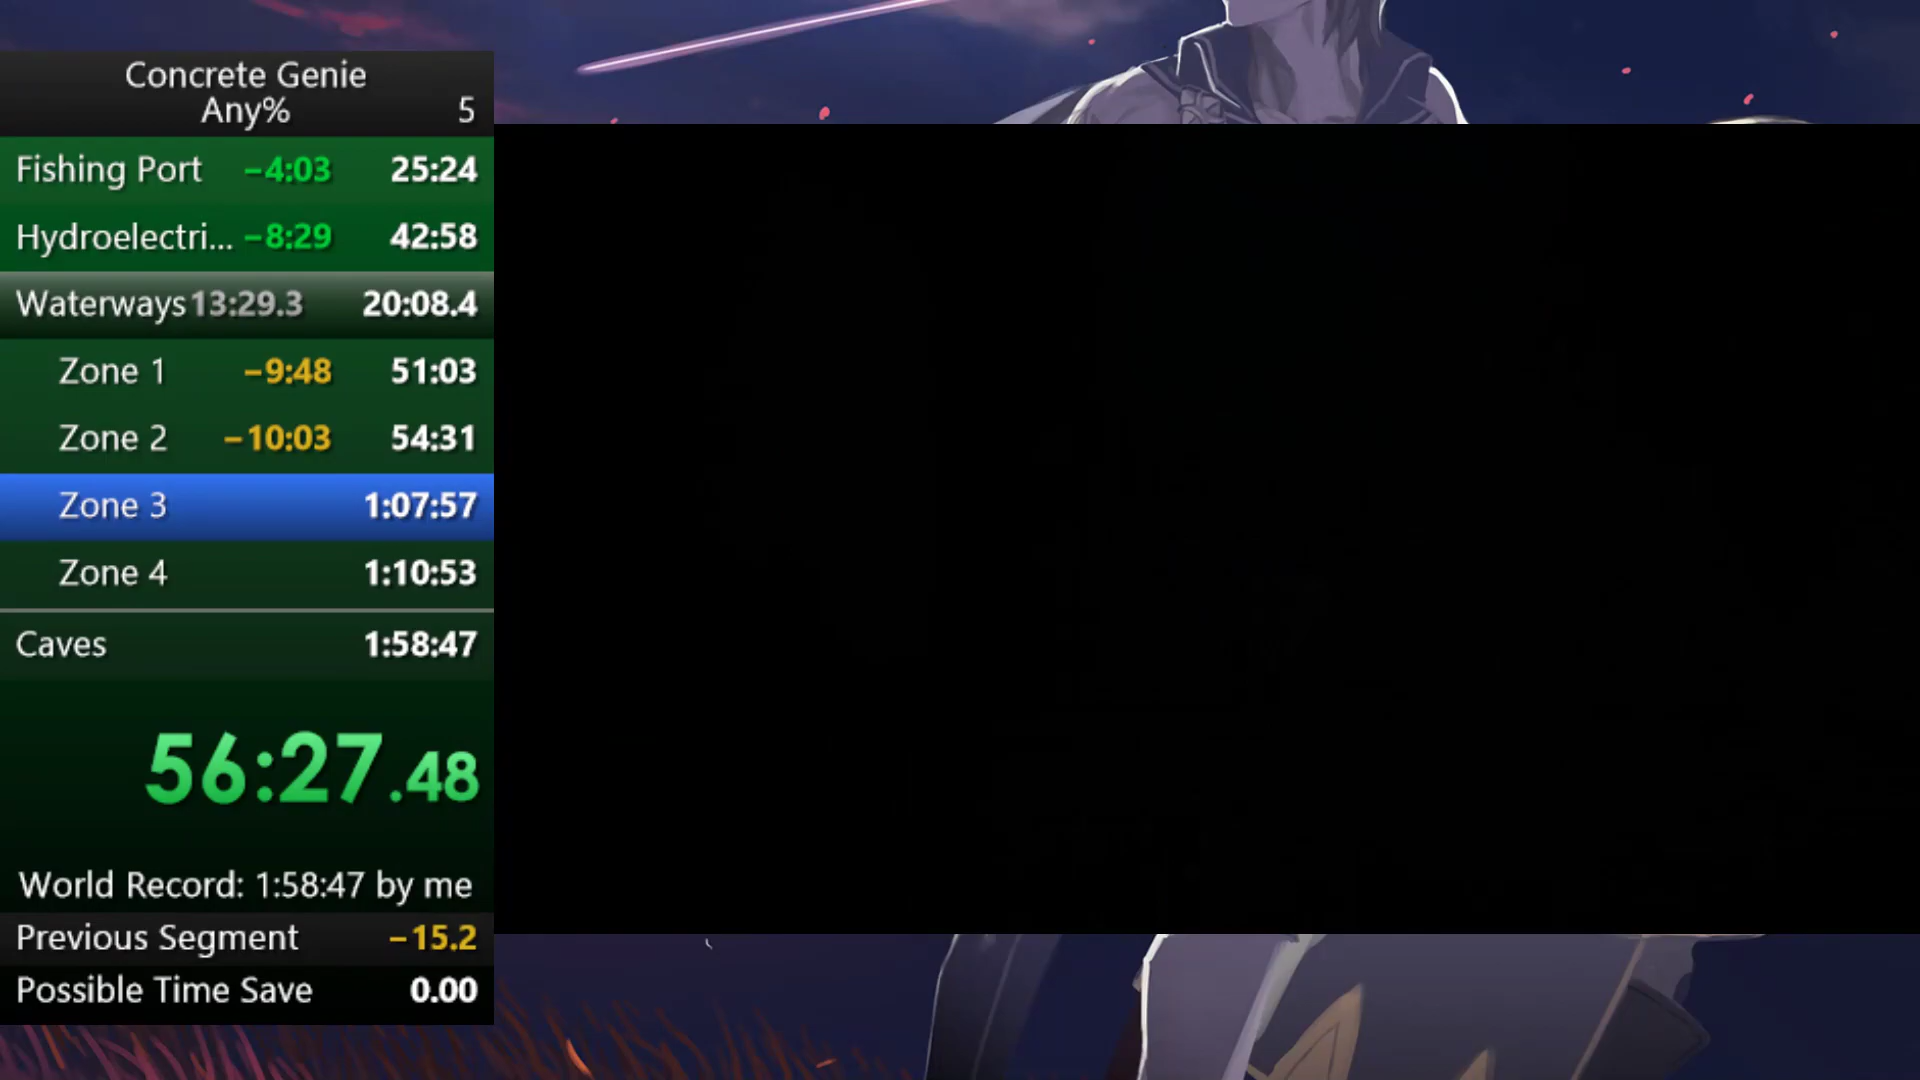 Concrete Genie
Any% 5
Fishing Port −4:03 25:24
Hydroelectri... −8:29 42:58
Waterways 13:29.3 20:08.4
Zone 1 −9:48 51:03
Zone 2 −10:03 54:31
Zone 3 1:07:57
Zone 4 1:10:53
Caves 1:58:47
56:27.48
World Record: 1:58:47 by me
Previous Segment −15.2
Possible Time Save 0.00